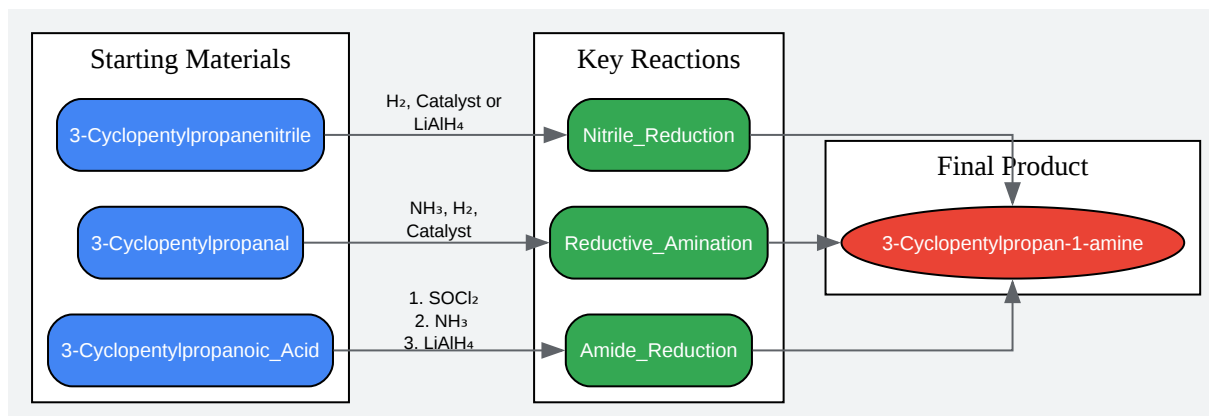 Starting Materials
Key Reactions
Final Product
3-Cyclopentylpropanenitrile
H₂, Catalyst or
LiAlH₄
Nitrile_Reduction
3-Cyclopentylpropanal
NH₃, H₂,
Catalyst
Reductive_Amination
3-Cyclopentylpropan-1-amine
3-Cyclopentylpropanoic_Acid
1. SOCl₂
2. NH₃
3. LiAlH₄
Amide_Reduction